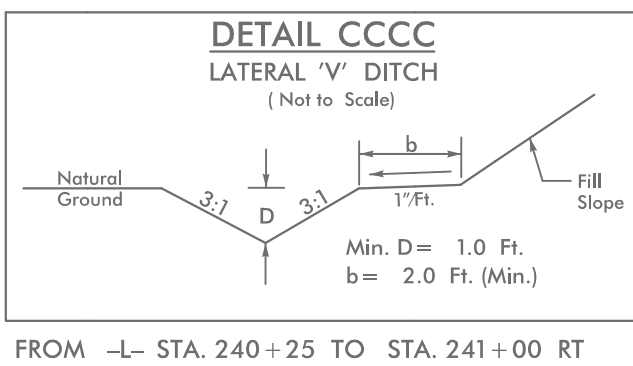 DETAIL CCCC
LATERAL 'V' DITCH
( Not to Scale)
b
Natural
Ground
3:1
D
3:1
1"/Ft.
Fill
Slope
Min. D = 1.0 Ft.
b = 2.0 Ft. (Min.)
FROM -L- STA. 240+25 TO STA. 241+00 RT